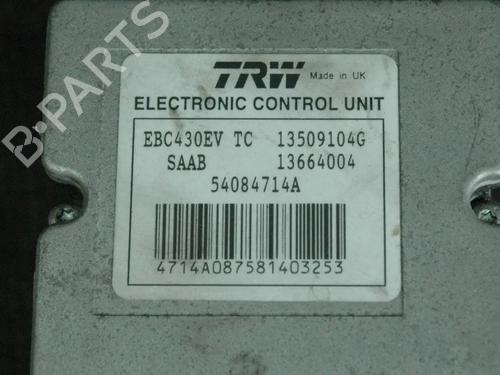 TRW Made in UK
ELECTRONIC CONTROL UNIT
EBC430EV TC 13509104G
SAAB 13664004
54084714A
4714A087581403253
B-PARTS